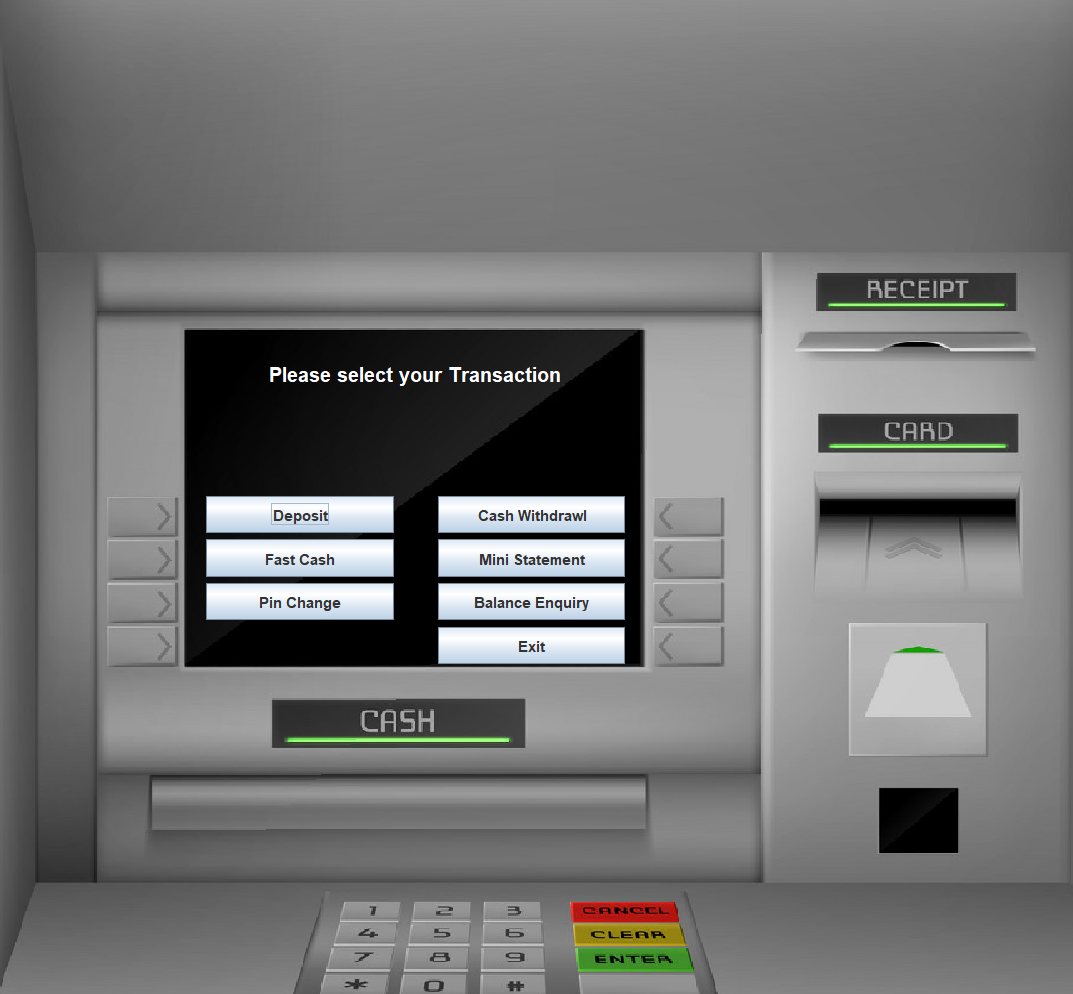 RECEIPT
Please select your Transaction
CARD
Deposit
Cash Withdrawl
Fast Cash
Mini Statement
Pin Change
Balance Enquiry
Exit
CASH
1 2 3 CANCEL
4 5 6 CLEAR
7 8 9 ENTER
* 0 #